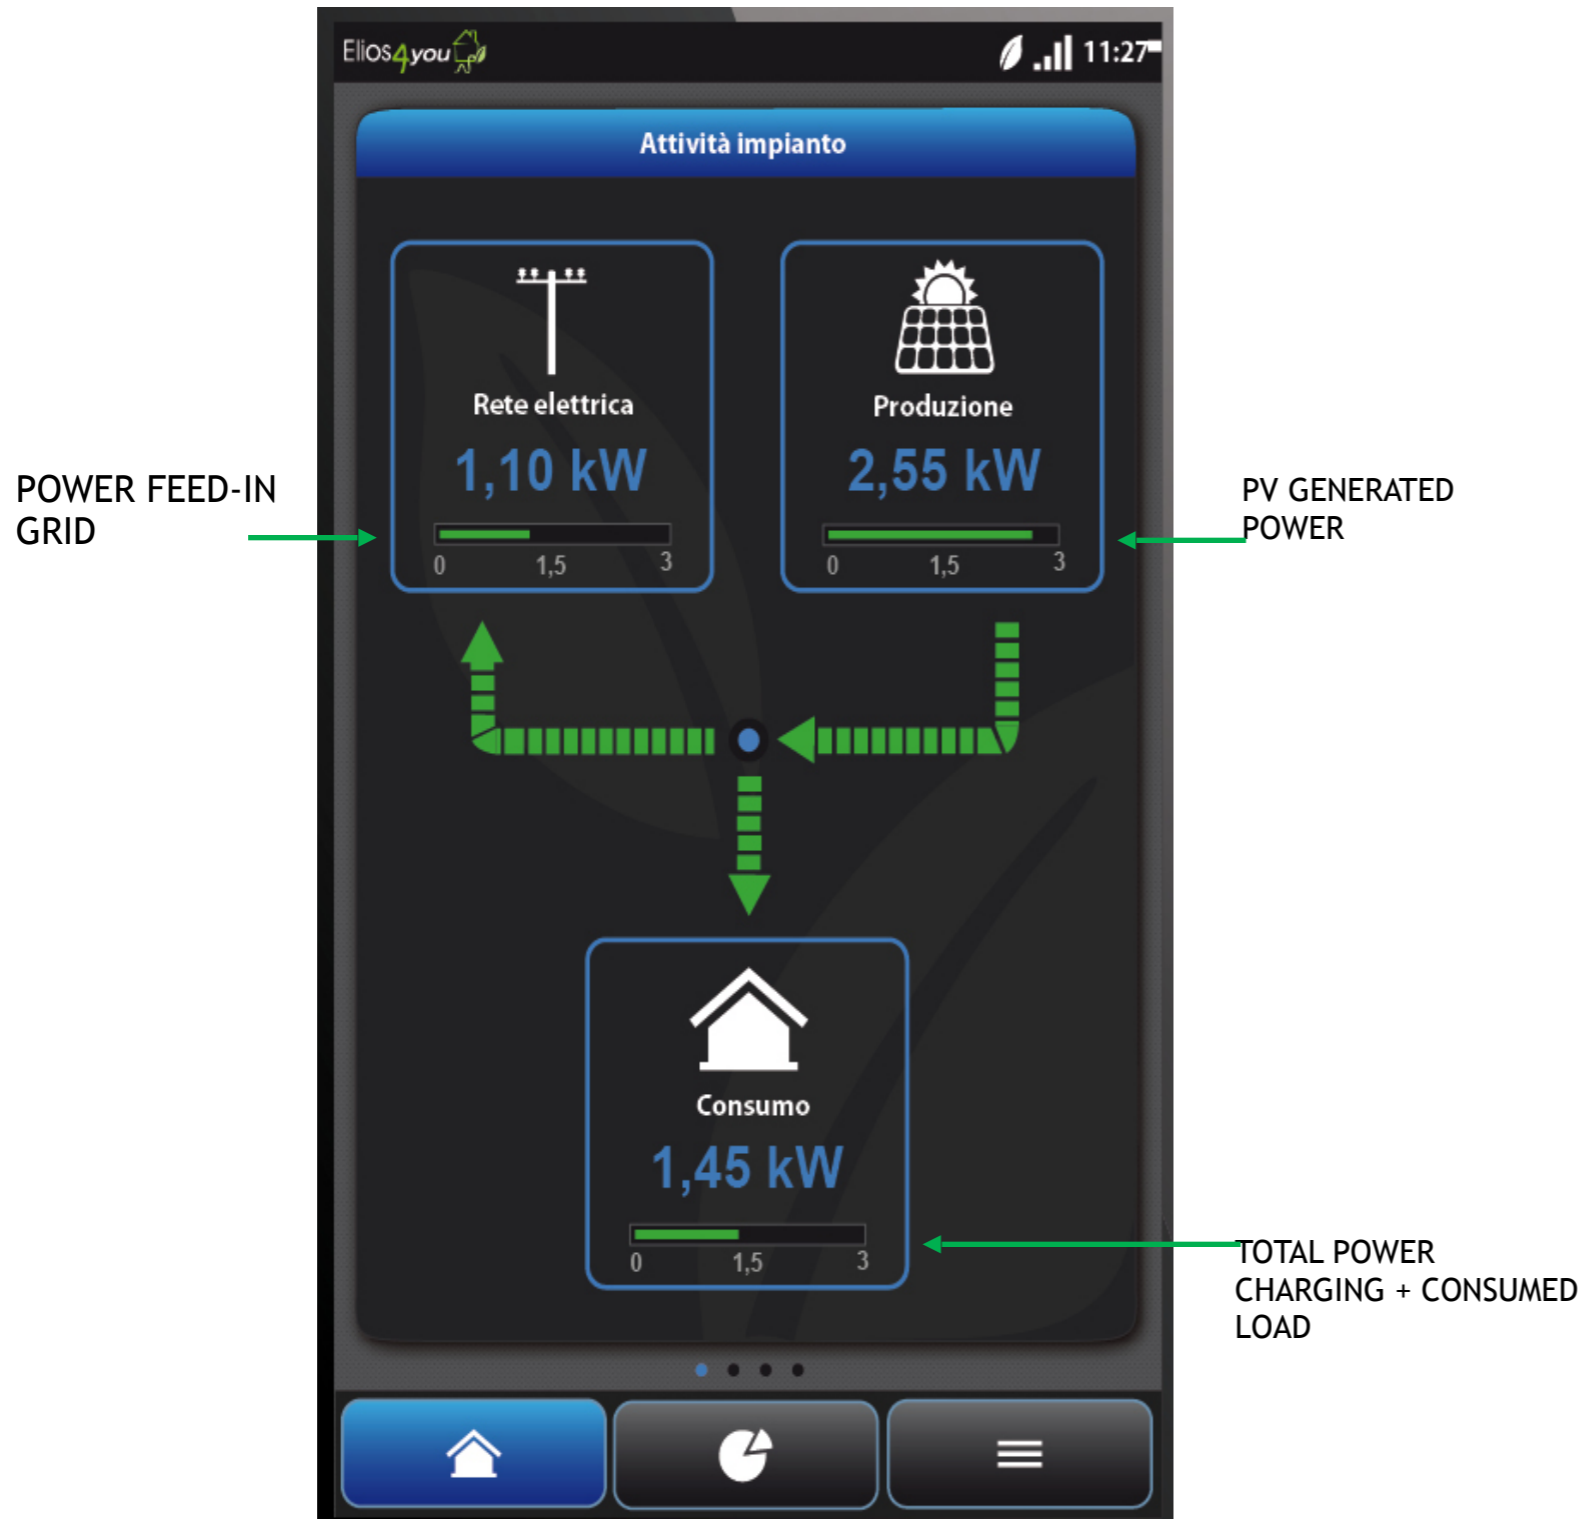 Elios4you
11:27
Attività impianto
Rete elettrica
1,10 kW
0 1,5 3
Produzione
2,55 kW
0 1,5 3
POWER FEED-IN
GRID
PV GENERATED
POWER
Consumo
1,45 kW
0 1,5 3
TOTAL POWER
CHARGING + CONSUMED
LOAD